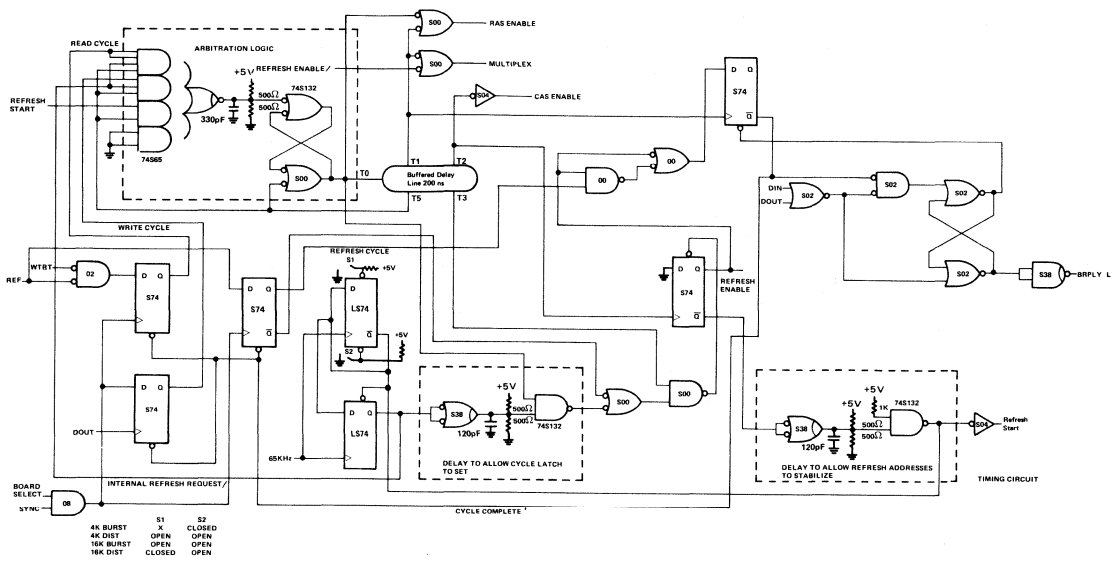 READ CYCLE
ARBITRATION LOGIC
S00
RAS ENABLE
REFRESH ENABLE/
S00
MULTIPLEX
+5V
REFRESH
START
500Ω
500Ω
74S132
330pF
74S65
S00
T0
S04
CAS ENABLE
D Q
S74
Q
T1 T2
Buffered Delay
Line 200 ns
T5 T3
00
00
DIN
DOUT
S02
S02
S02
S02
S38
BRPLY L
WRITE CYCLE
WTBT
REF
02
D Q
S74
D Q
S74
Q
REFRESH CYCLE
S1
+5V
D Q
LS74
Q
S2
+5V
D Q
S74
Q
REFRESH
ENABLE
D Q
S74
DOUT
D Q
LS74
65KHz
+5V
S38
500Ω
500Ω
120pF
74S132
DELAY TO ALLOW CYCLE LATCH
TO SET
S00
S00
+5V
+5V
1K
74S132
S38
500Ω
500Ω
120pF
S04
Refresh
Start
DELAY TO ALLOW REFRESH ADDRESSES
TO STABILIZE
TIMING CIRCUIT
INTERNAL REFRESH REQUEST/
BOARD
SELECT
SYNC
08
CYCLE COMPLETE
S1 S2
4K BURST X CLOSED
4K DIST OPEN OPEN
16K BURST OPEN OPEN
16K DIST CLOSED OPEN